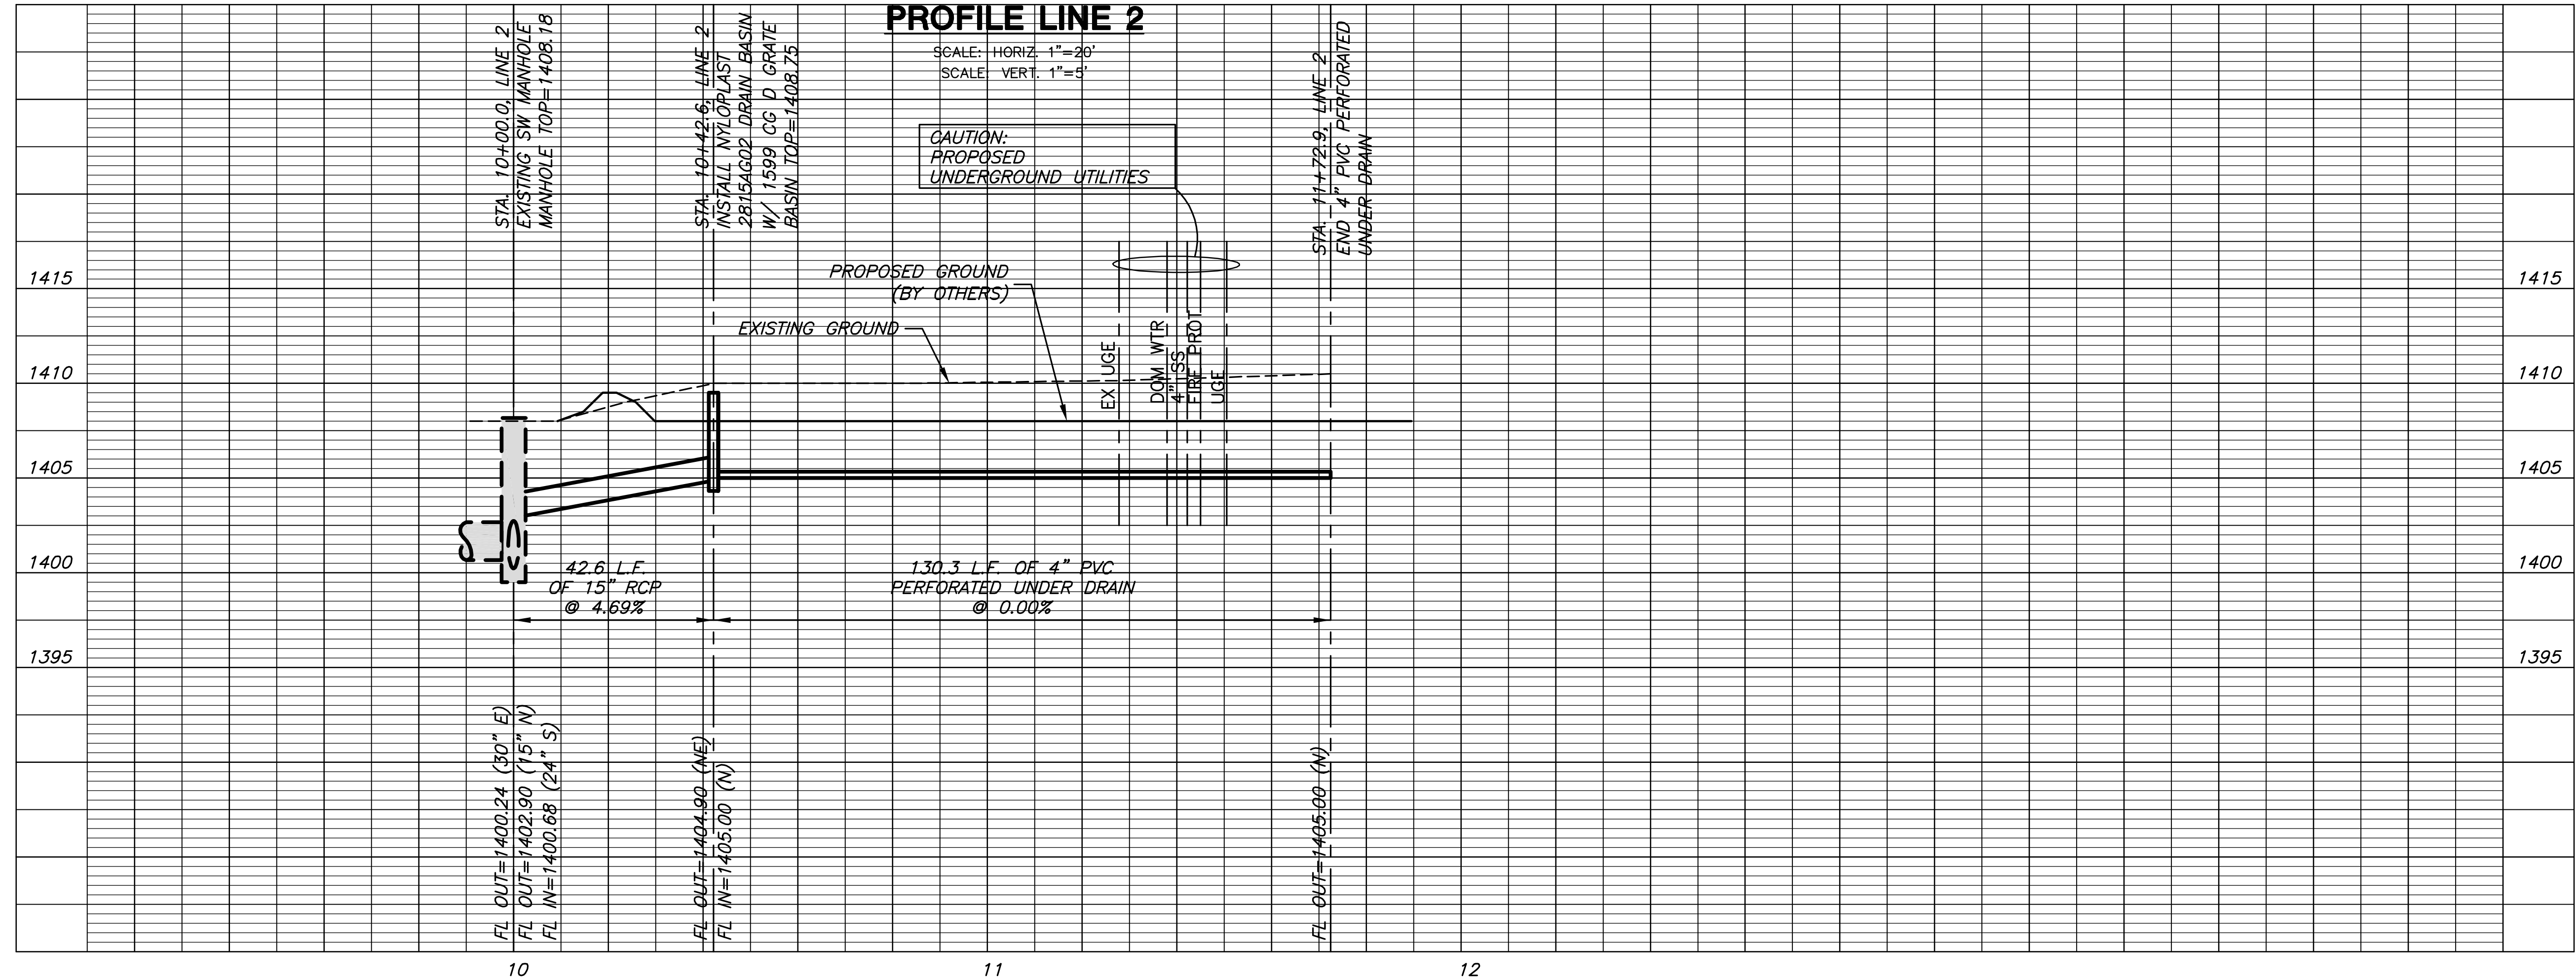 PROFILE LINE 2
SCALE: HORIZ. 1"=20'
SCALE: VERT. 1"=5'
STA. 10+00.0, LINE 2
EXISTING SW MANHOLE
MANHOLE TOP=1408.18
STA. 10+42.6, LINE 2
INSTALL NYLOPLAST
2815AG02 DRAIN BASIN
W/ 1599 CG D GRATE
BASIN TOP=1408.75
CAUTION:
PROPOSED
UNDERGROUND UTILITIES
STA. 11+72.9, LINE 2
END 4" PVC PERFORATED
UNDER DRAIN
PROPOSED GROUND
(BY OTHERS)
EXISTING GROUND
EX UGE
DOM WTR
4" SS
FIRE PROT
UGE
1415
1410
1405
1400
1395
1415
1410
1405
1400
1395
42.6 L.F.
OF 15" RCP
@ 4.69%
130.3 L.F. OF 4" PVC
PERFORATED UNDER DRAIN
@ 0.00%
FL OUT=1400.24 (30" E)
FL OUT=1402.90 (15" N)
FL IN=1400.68 (24" S)
FL OUT=1404.90 (NE)
FL IN=1405.00 (N)
FL OUT=1405.00 (N)
10
11
12